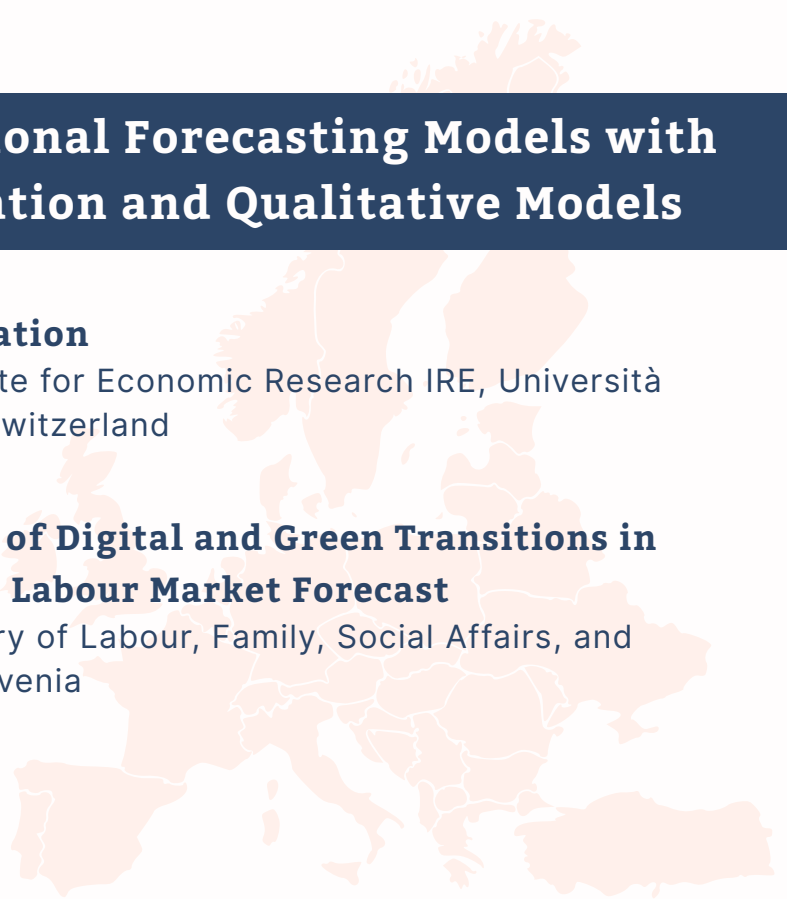 onal Forecasting Models with
tion and Qualitative Models
ation
te for Economic Research IRE, Università
witzerland
of Digital and Green Transitions in
Labour Market Forecast
ry of Labour, Family, Social Affairs, and
venia